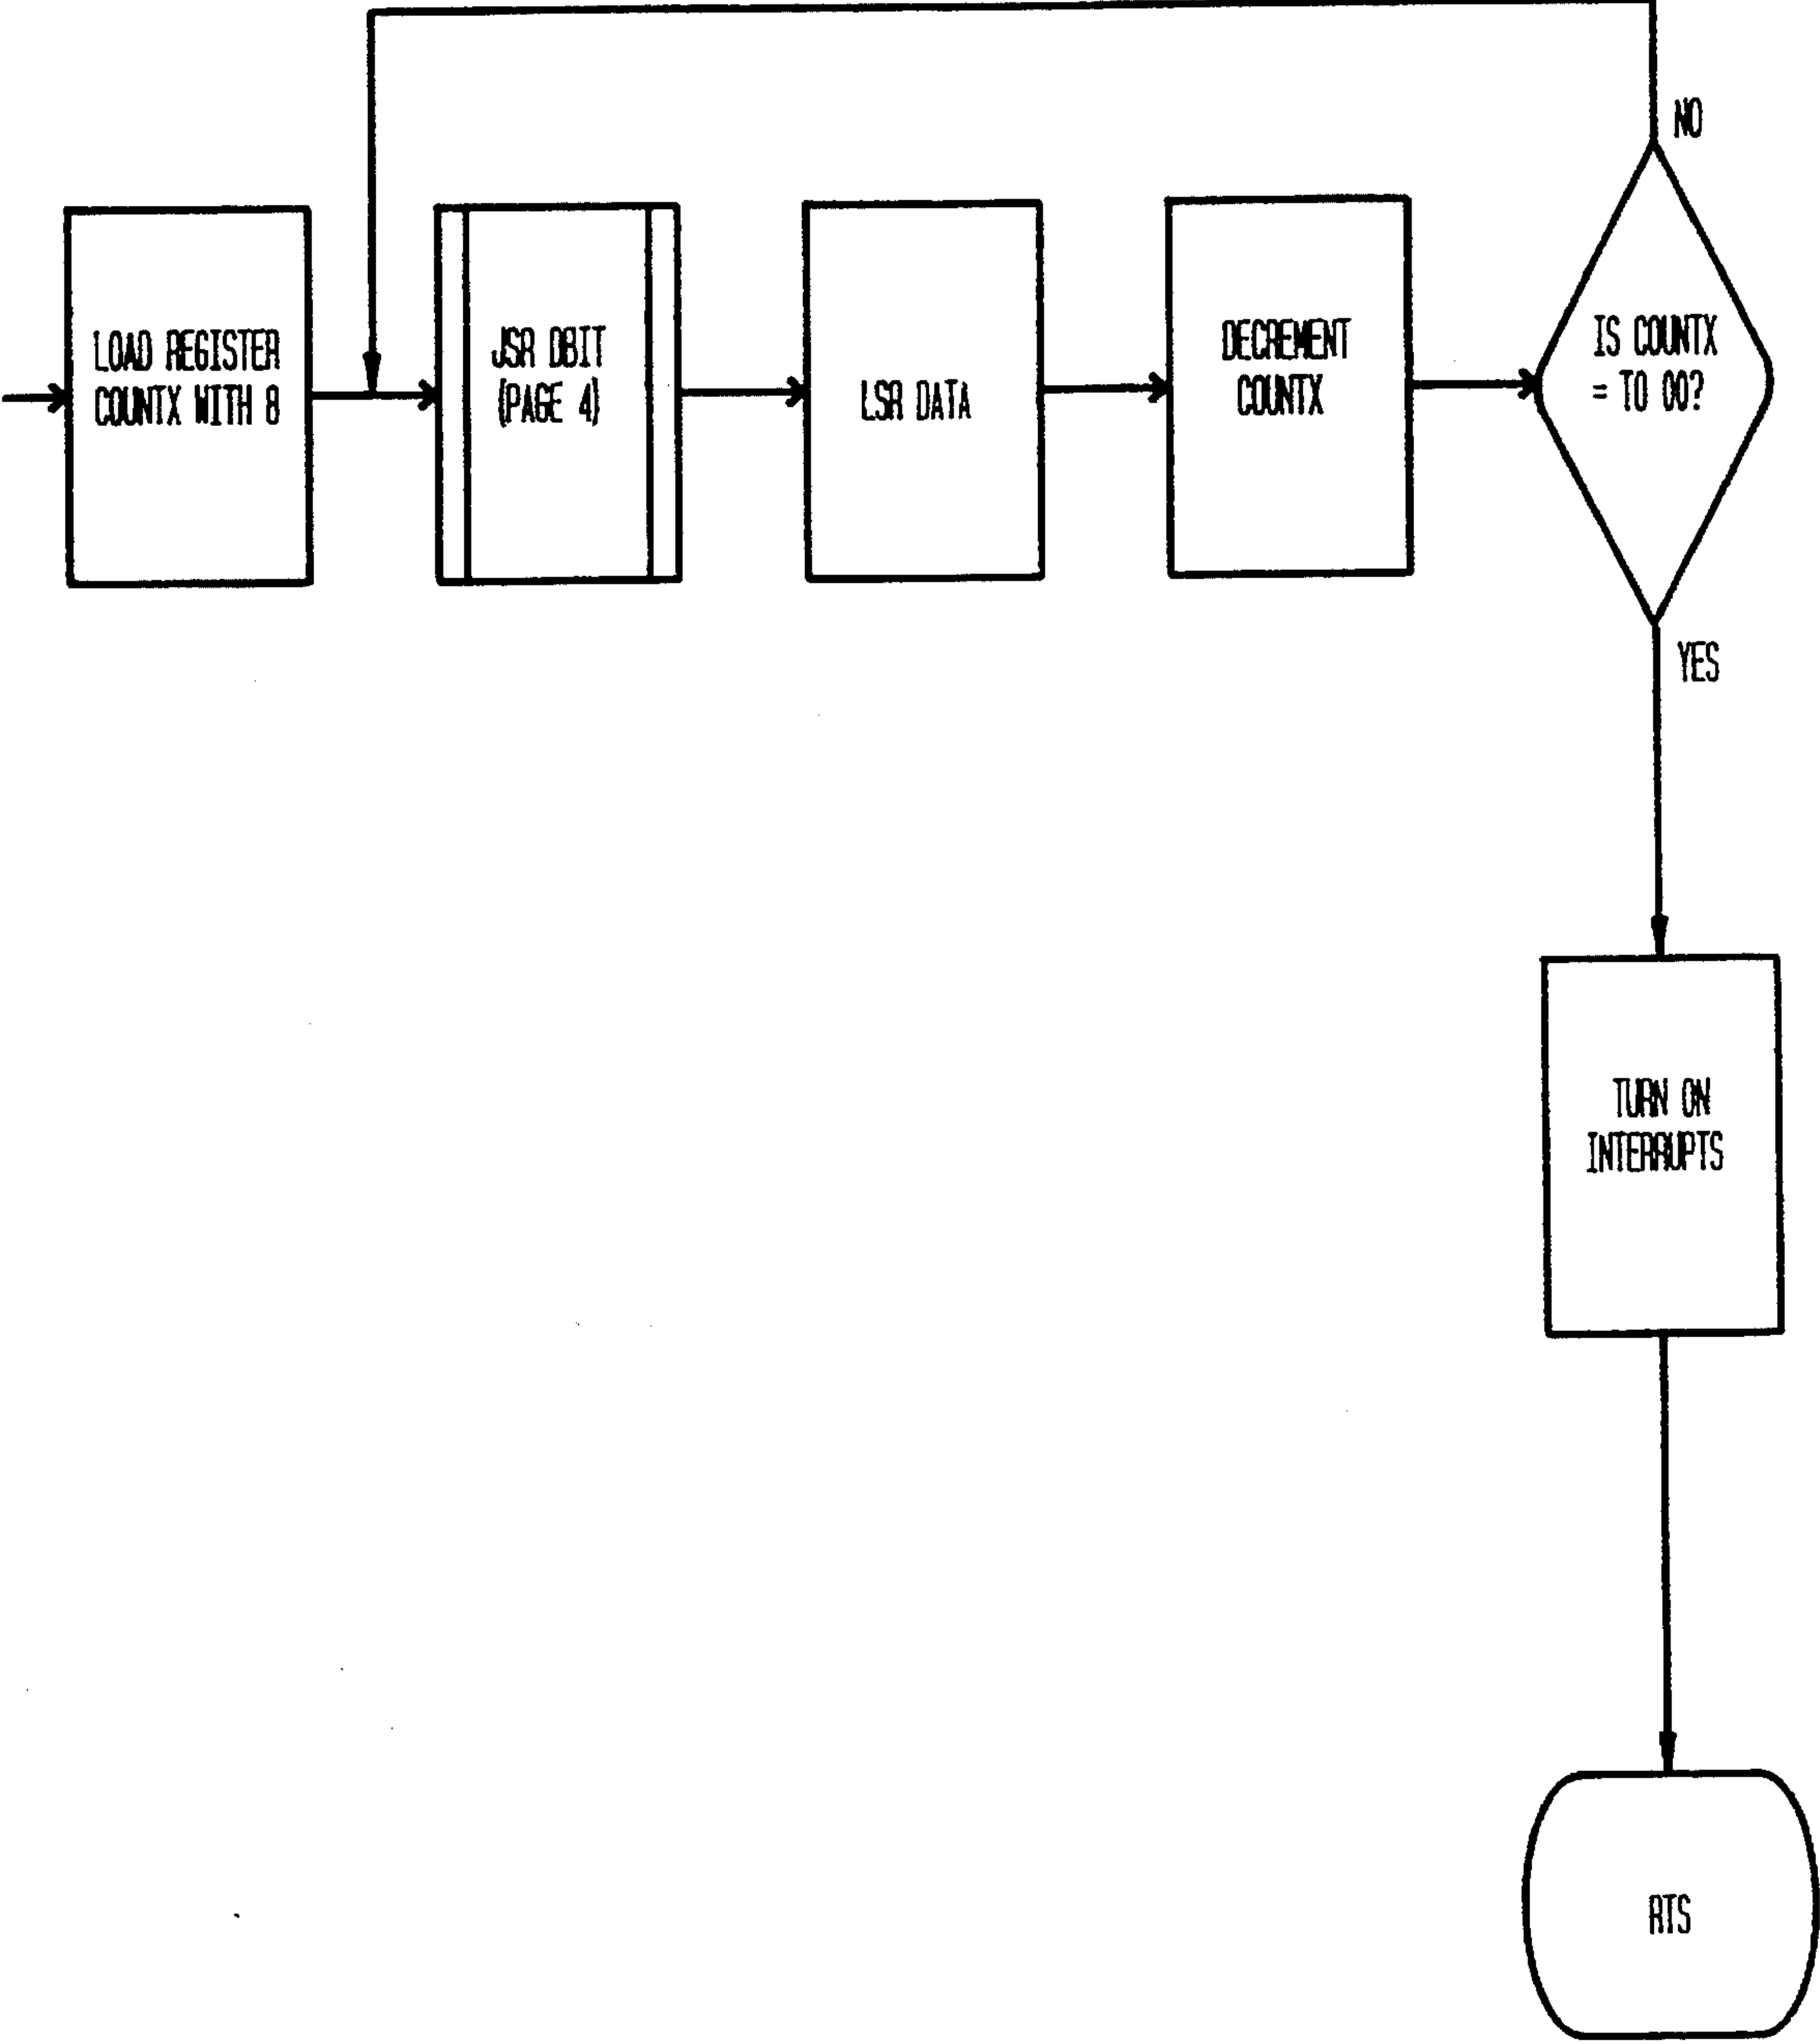 NO
LOAD REGISTER
COUNTX WITH 8
JSR DBIT
(PAGE 4)
LSR DATA
DECREMENT
COUNTX
IS COUNTX
= TO 00?
YES
TURN ON
INTERRUPTS
RTS